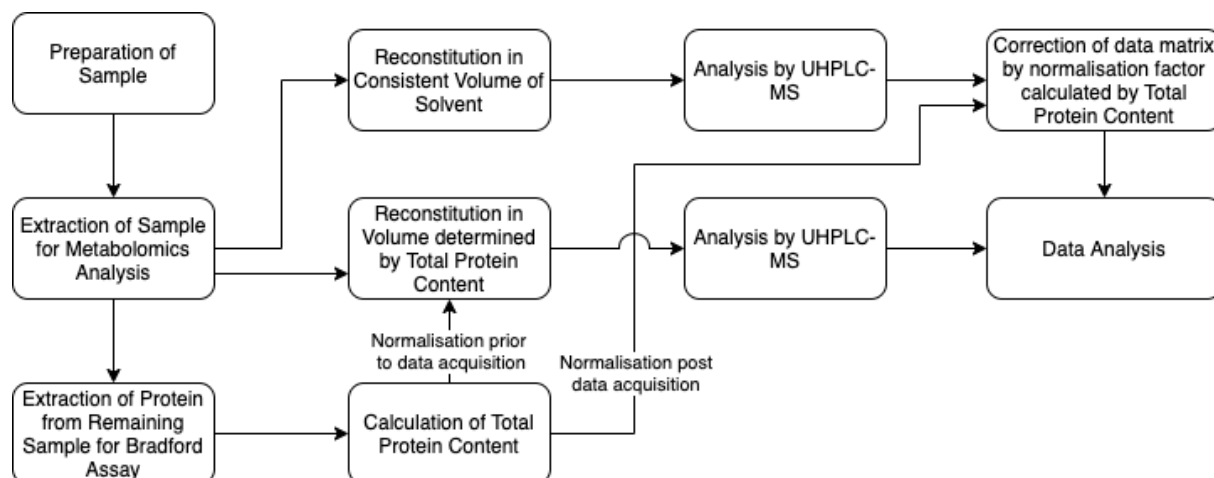 Preparation of
Sample
Reconstitution in
Consistent Volume of
Solvent
Analysis by UHPLC-
MS
Correction of data matrix
by normalisation factor
calculated by Total
Protein Content
Extraction of Sample
for Metabolomics
Analysis
Reconstitution in
Volume determined
by Total Protein
Content
Analysis by UHPLC-
MS
Data Analysis
Normalisation prior
to data acquisition
Normalisation post
data acquisition
Extraction of Protein
from Remaining
Sample for Bradford
Assay
Calculation of Total
Protein Content